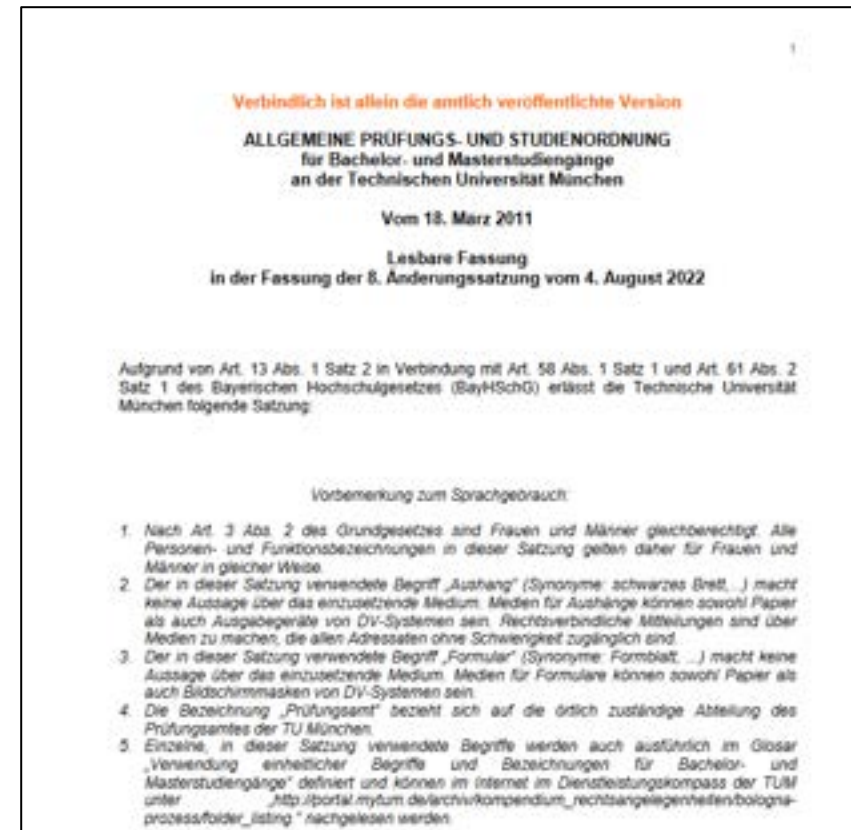 1
Verbindlich ist allein die amtlich veröffentlichte Version
ALLGEMEINE PRÜFUNGS- UND STUDIENORDNUNG
für Bachelor- und Masterstudiengänge
an der Technischen Universität München
Vom 18. März 2011
Lesbare Fassung
in der Fassung der 8. Änderungssatzung vom 4. August 2022
Aufgrund von Art. 13 Abs. 1 Satz 2 in Verbindung mit Art. 58 Abs. 1 Satz 1 und Art. 61 Abs. 2
Satz 1 des Bayerischen Hochschulgesetzes (BayHSchG) erlässt die Technische Universität
München folgende Satzung:
Vorbemerkung zum Sprachgebrauch:
1. Nach Art. 3 Abs. 2 des Grundgesetzes sind Frauen und Männer gleichberechtigt. Alle
Personen- und Funktionsbezeichnungen in dieser Satzung gelten daher für Frauen und
Männer in gleicher Weise.
2. Der in dieser Satzung verwendete Begriff „Aushang" (Synonyme: schwarzes Brett,...) macht
keine Aussage über das einzusetzende Medium. Medien für Aushänge können sowohl Papier
als auch Ausgabegeräte von DV-Systemen sein. Rechtsverbindliche Mitteilungen sind über
Medien zu machen, die allen Adressaten ohne Schwierigkeit zugänglich sind.
3. Der in dieser Satzung verwendete Begriff „Formular" (Synonyme: Formblatt, ...) macht keine
Aussage über das einzusetzende Medium. Medien für Formulare können sowohl Papier als
auch Bildschirmmasken von DV-Systemen sein.
4. Die Bezeichnung „Prüfungsamt" bezieht sich auf die örtlich zuständige Abteilung des
Prüfungsamtes der TU München.
5. Einzelne, in dieser Satzung verwendete Begriffe werden auch ausführlich im Glosar
„Verwendung einheitlicher Begriffe und Bezeichnungen für Bachelor- und
Masterstudiengänge" definiert und können im Internet im Dienstleistungskompass der TUM
unter „http://portal.mytum.de/archiv/kompendium_rechtsangelegenheiten/bologna-
prozess/folder_listing " nachgelesen werden.